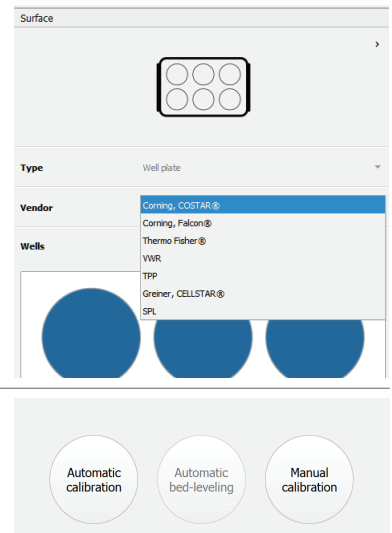 Surface
Type Well plate
Vendor Corning, COSTAR®
Corning, Falcon®
Thermo Fisher®
VWR
TPP
Greiner, CELLSTAR®
SPL
Wells
Automatic
calibration
Automatic
bed-leveling
Manual
calibration